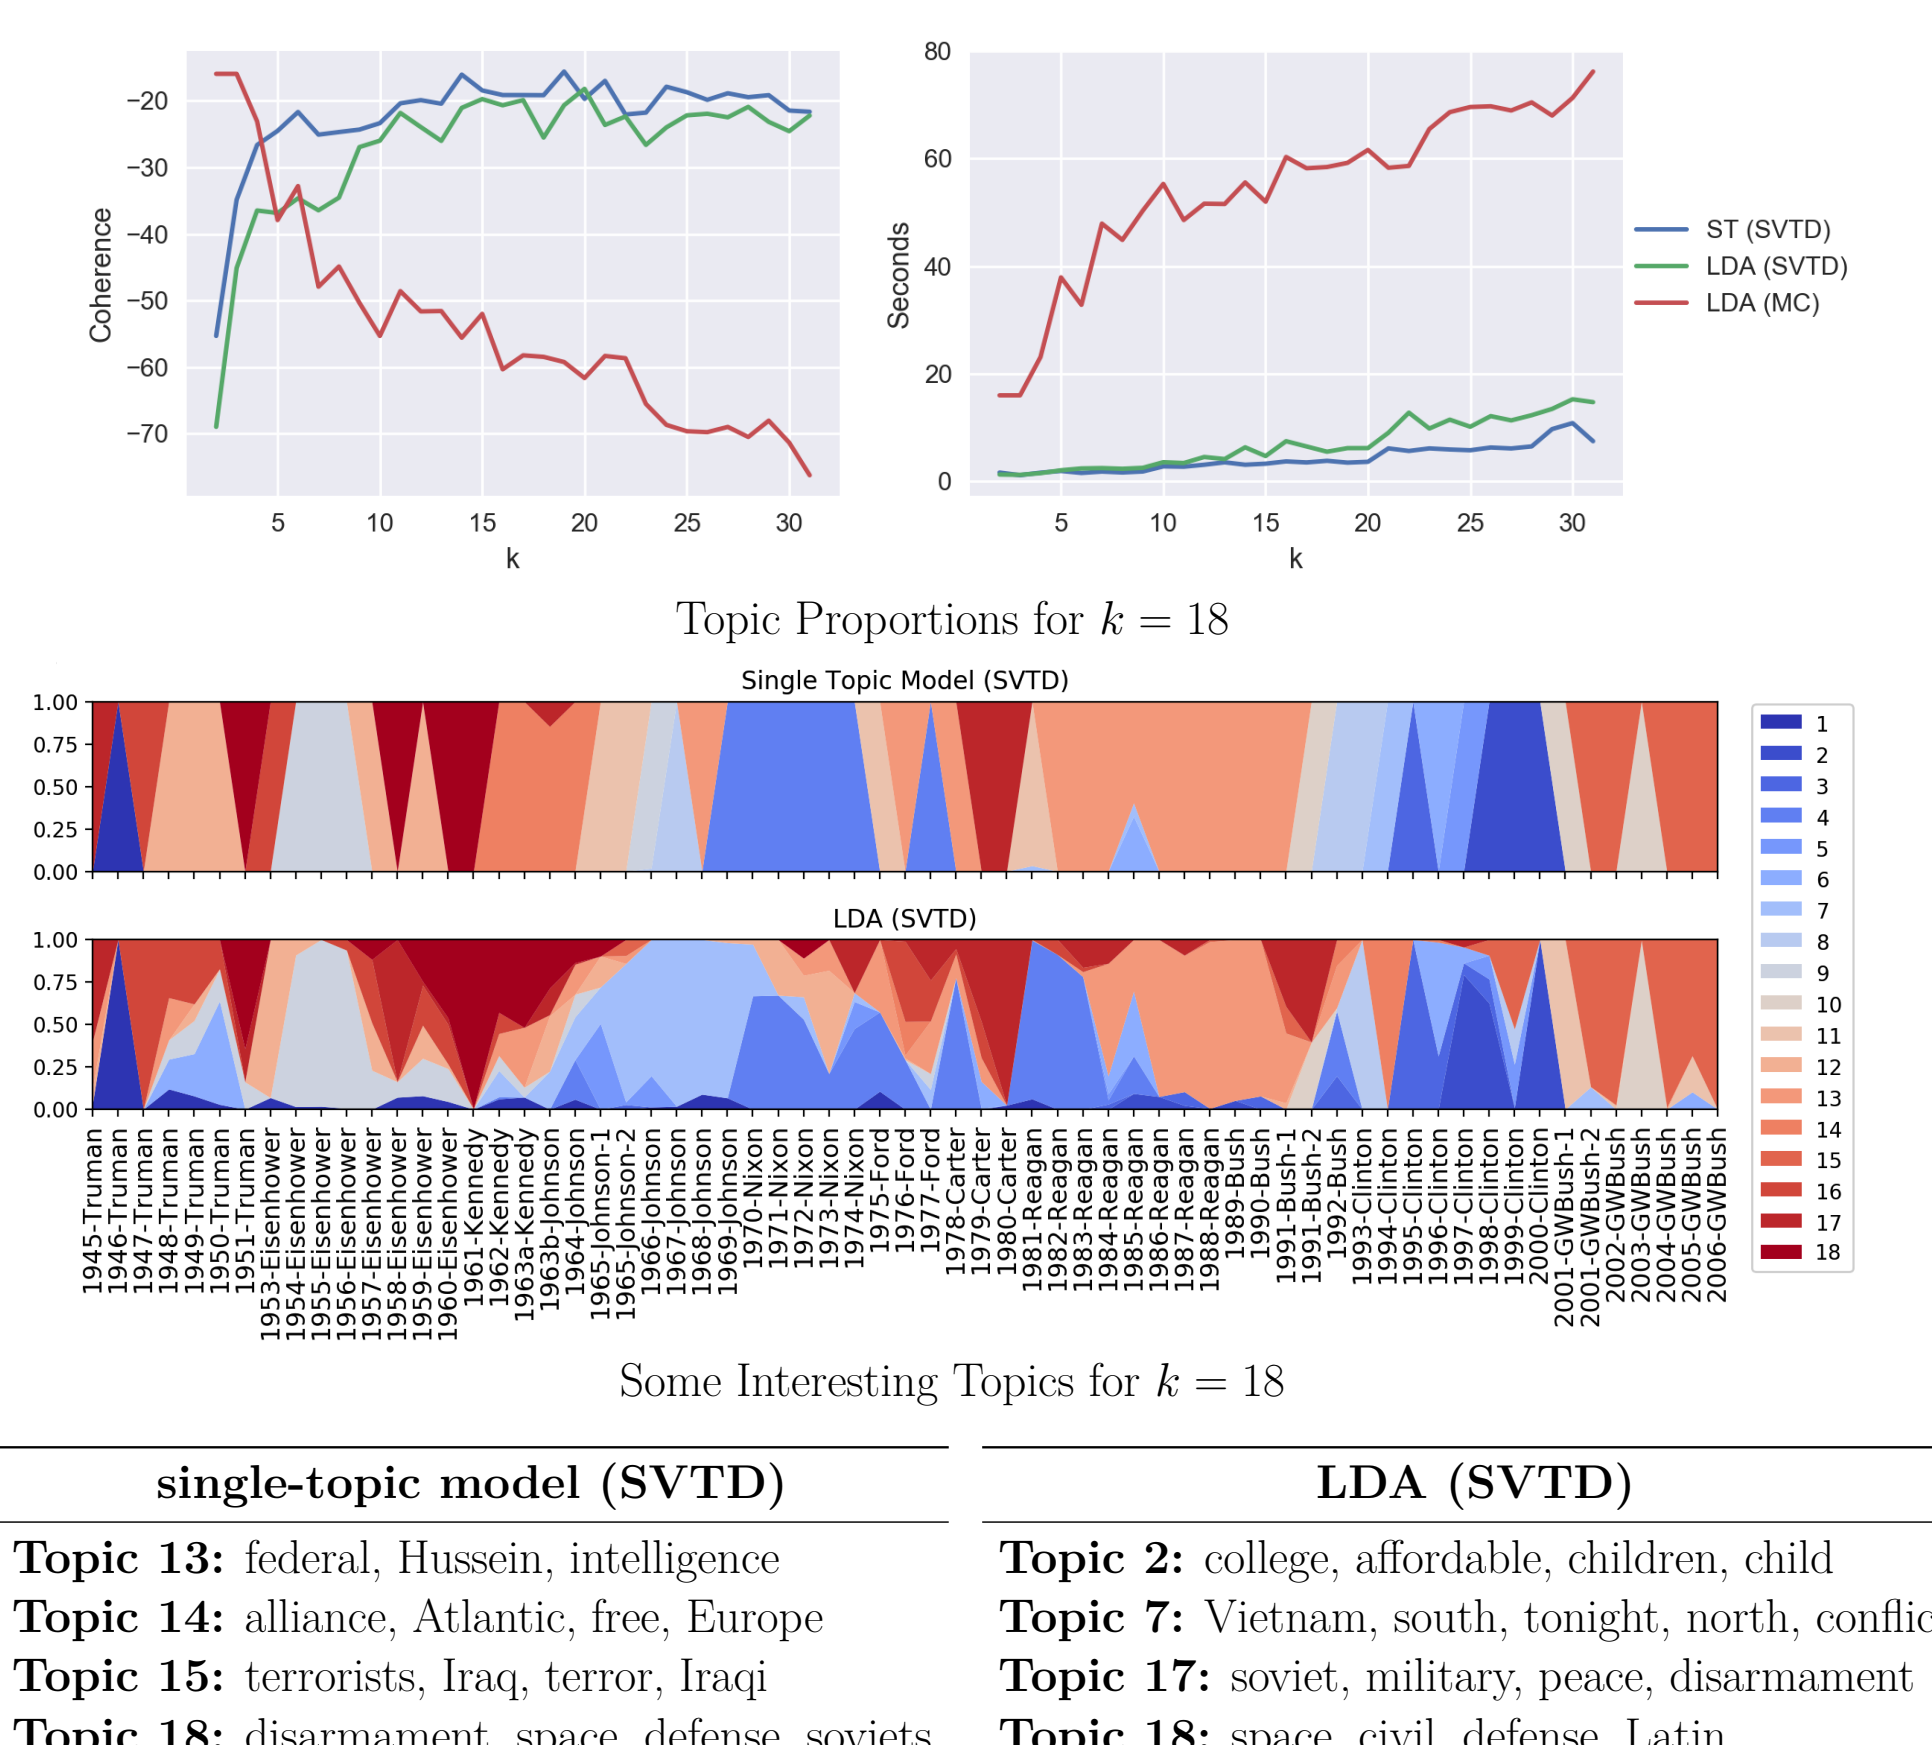 −20
−30
−40
−50
−60
−70
Coherence
5 10 15 20 25 30
k
80
60
40
20
0
Seconds
5 10 15 20 25 30
k
ST (SVTD)
LDA (SVTD)
LDA (MC)
Topic Proportions for k = 18
Single Topic Model (SVTD)
1.00
0.75
0.50
0.25
0.00
LDA (SVTD)
1.00
0.75
0.50
0.25
0.00
1945-Truman
1946-Truman
1947-Truman
1948-Truman
1949-Truman
1950-Truman
1951-Truman
1953-Eisenhower
1954-Eisenhower
1955-Eisenhower
1956-Eisenhower
1957-Eisenhower
1958-Eisenhower
1959-Eisenhower
1960-Eisenhower
1961-Kennedy
1962-Kennedy
1963a-Kennedy
1963b-Johnson
1964-Johnson
1965-Johnson-1
1965-Johnson-2
1966-Johnson
1967-Johnson
1968-Johnson
1969-Johnson
1970-Nixon
1971-Nixon
1972-Nixon
1973-Nixon
1974-Nixon
1975-Ford
1976-Ford
1977-Ford
1978-Carter
1979-Carter
1980-Carter
1981-Reagan
1982-Reagan
1983-Reagan
1984-Reagan
1985-Reagan
1986-Reagan
1987-Reagan
1988-Reagan
1989-Bush
1990-Bush
1991-Bush-1
1991-Bush-2
1992-Bush
1993-Clinton
1994-Clinton
1995-Clinton
1996-Clinton
1997-Clinton
1998-Clinton
1999-Clinton
2000-Clinton
2001-GWBush-1
2001-GWBush-2
2002-GWBush
2003-GWBush
2004-GWBush
2005-GWBush
2006-GWBush
1
2
3
4
5
6
7
8
9
10
11
12
13
14
15
16
17
18
Some Interesting Topics for k = 18
single-topic model (SVTD)
Topic 13: federal, Hussein, intelligence
Topic 14: alliance, Atlantic, free, Europe
Topic 15: terrorists, Iraq, terror, Iraqi
Topic 18: disarmament, space, defense, soviets
LDA (SVTD)
Topic 2: college, affordable, children, child
Topic 7: Vietnam, south, tonight, north,
Topic 17: soviet, military, peace, disarmament
Topic 18: space, civil, defense, Latin